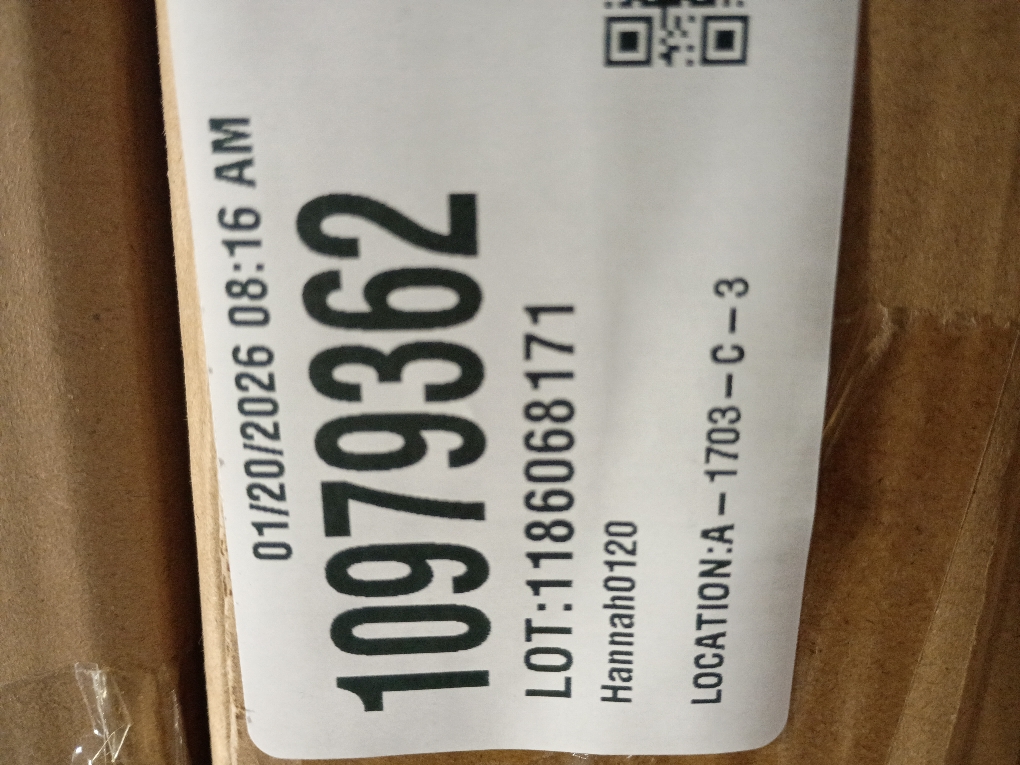 01/20/2026 08:16 AM
10979362
LOT:1186068171
Hannah0120
LOCATION:A-1703-C-3